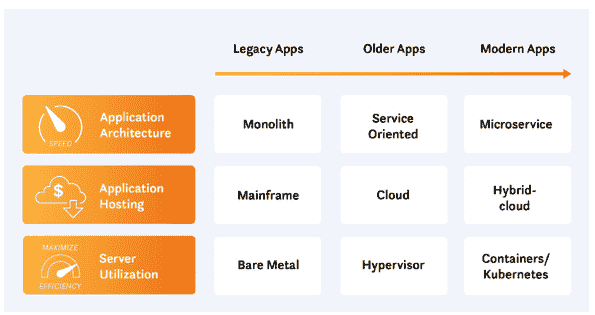 Legacy Apps
Older Apps
Modern Apps
SPEED
Application
Architecture
Monolith
Service
Oriented
Microservice
$
Application
Hosting
Mainframe
Cloud
Hybrid-
cloud
MAXIMIZE
EFFICIENCY
Server
Utilization
Bare Metal
Hypervisor
Containers/
Kubernetes